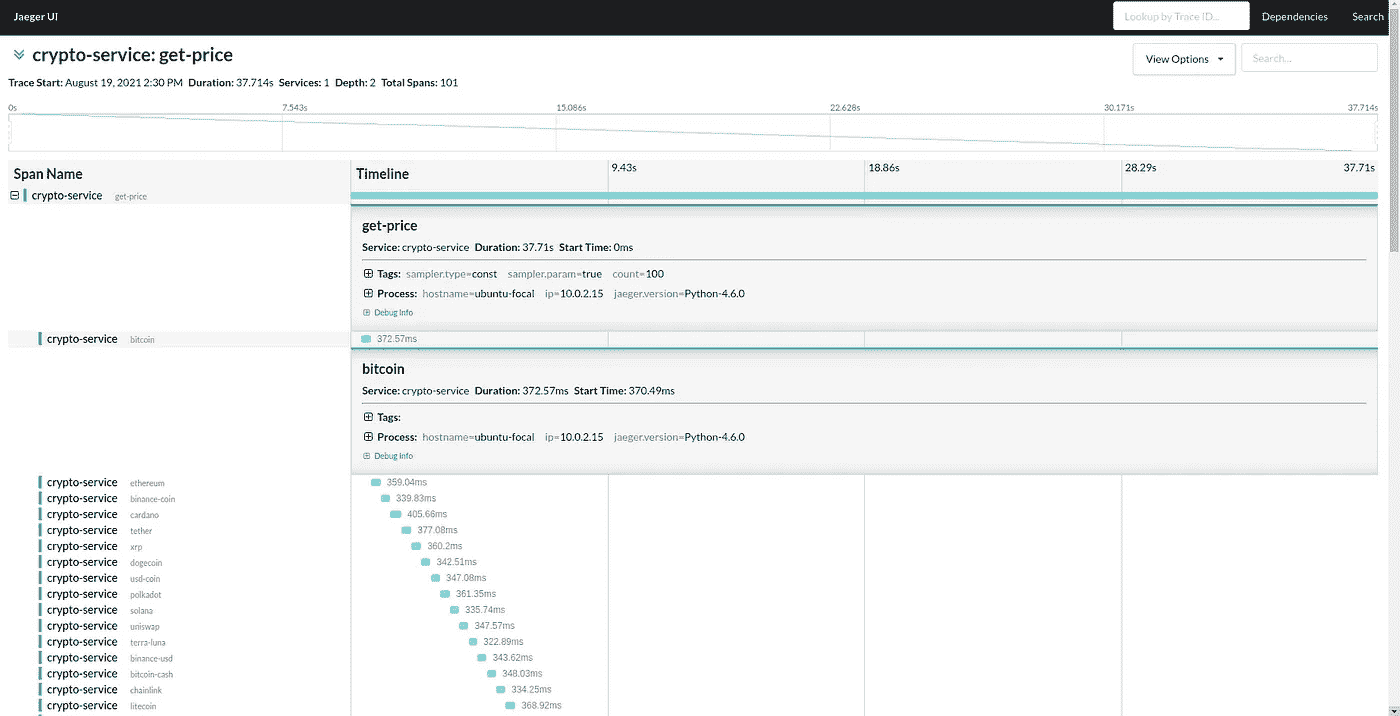 Jaeger UI Lookup by Trace ID... Dependencies Search
crypto-service: get-price View Options Search...
Trace Start: August 19, 2021 2:30 PM Duration: 37.714s Services: 1 Depth: 2 Total Spans: 101
0s 7.543s 15.086s 22.628s 30.171s 37.714s
Span Name Timeline 9.43s 18.86s 28.29s 37.71s
crypto-service get-price
get-price
Service: crypto-service Duration: 37.71s Start Time: 0ms
Tags: sampler.type=const sampler.param=true count=100
Process: hostname=ubuntu-focal ip=10.0.2.15 jaeger.version=Python-4.6.0
Debug Info
crypto-service bitcoin 372.57ms
bitcoin
Service: crypto-service Duration: 372.57ms Start Time: 370.49ms
Tags:
Process: hostname=ubuntu-focal ip=10.0.2.15 jaeger.version=Python-4.6.0
Debug Info
crypto-service ethereum 359.04ms
crypto-service binance-coin 339.83ms
crypto-service cardano 405.66ms
crypto-service tether 377.08ms
crypto-service xrp 360.2ms
crypto-service dogecoin 342.51ms
crypto-service usd-coin 347.08ms
crypto-service polkadot 361.35ms
crypto-service solana 335.74ms
crypto-service uniswap 347.57ms
crypto-service terra-luna 322.89ms
crypto-service binance-usd 343.62ms
crypto-service bitcoin-cash 348.03ms
crypto-service chainlink 334.25ms
crypto-service litecoin 368.92ms